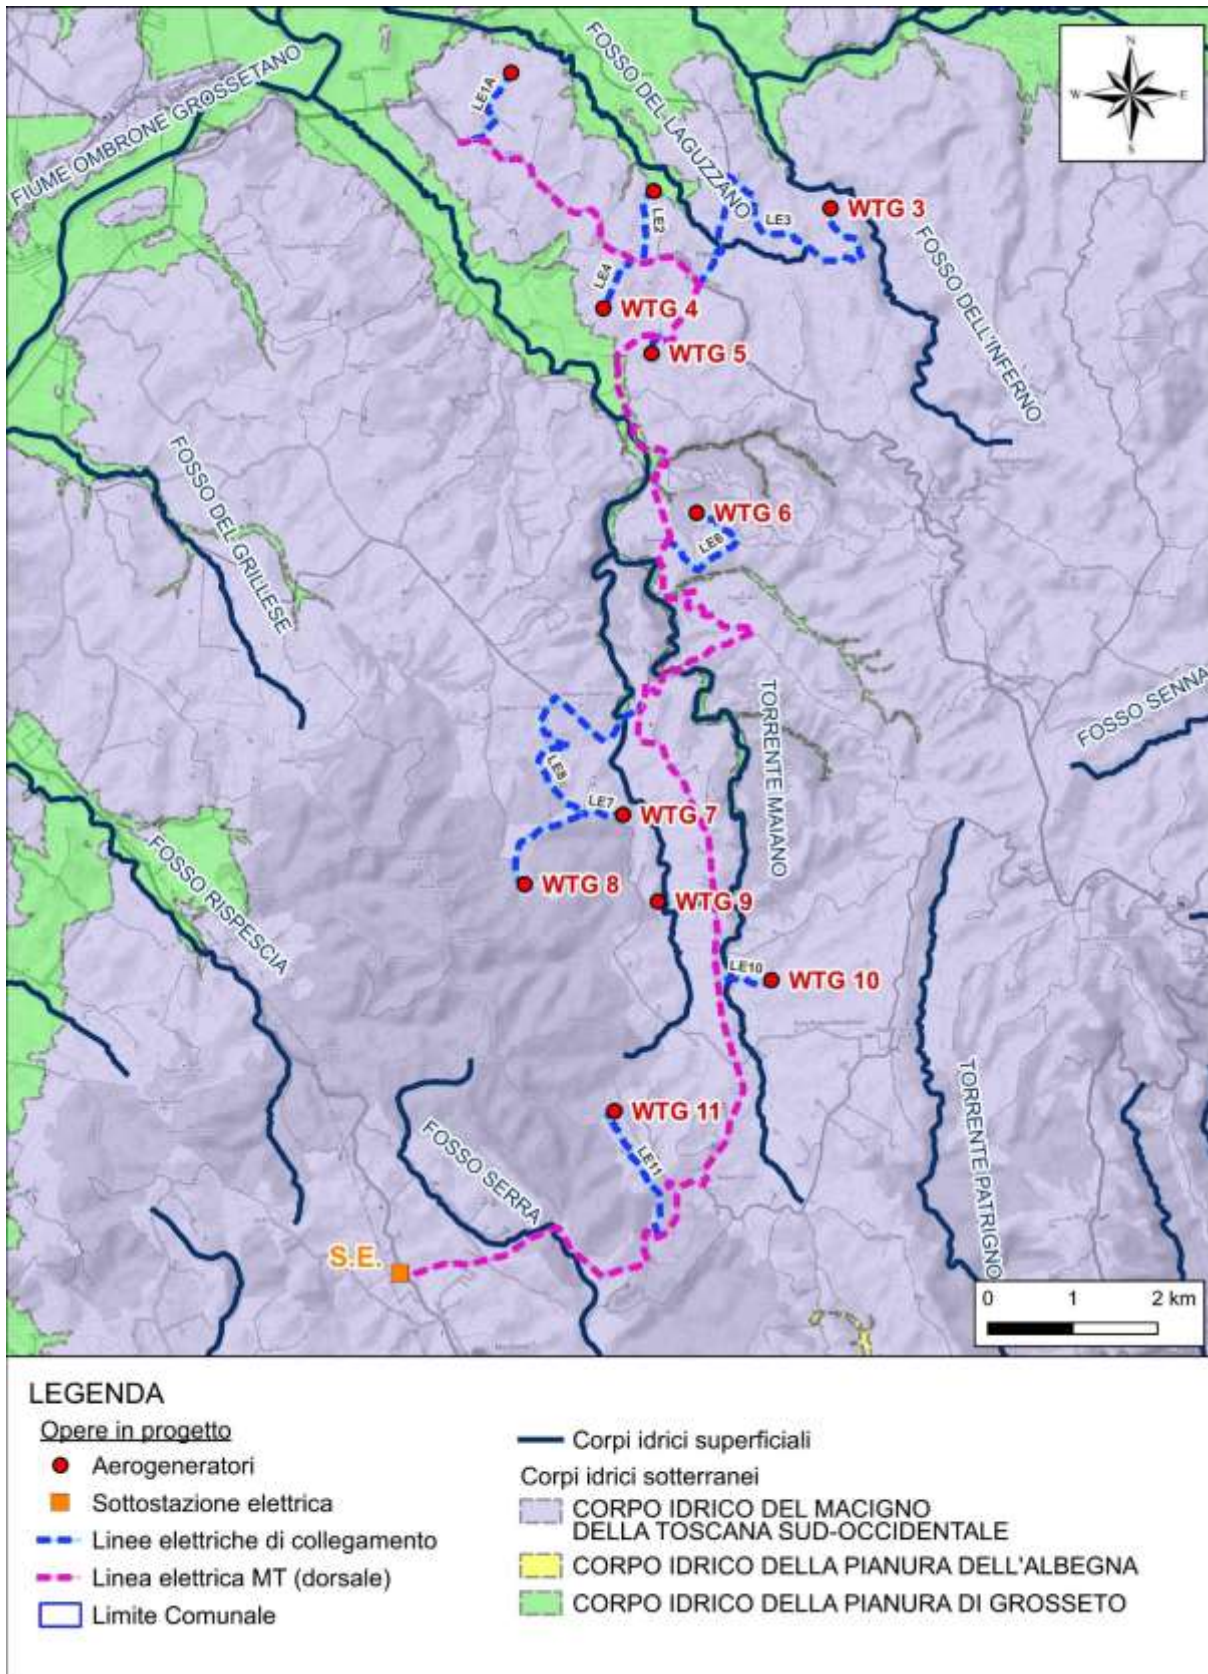 FOSSO DEL LAGUZZANO
N
W
E
S
LE1A
FIUME OMBRONE GROSSETANO
LE2
LE3
WTG 3
FOSSO DELL'INFERNO
LE4
WTG 4
WTG 5
FOSSO DEL GRILLESE
WTG 6
LE6
TORRENTE MAIANO
FOSSO SENNA
LE8
LE7
WTG 7
WTG 8
WTG 9
FOSSO RISPESCIA
LE10
WTG 10
TORRENTE PATRIGNO
WTG 11
LE11
FOSSO SERRA
S.E.
0 1 2 km
LEGENDA
Opere in progetto
Aerogeneratori
Sottostazione elettrica
Linee elettriche di collegamento
Linea elettrica MT (dorsale)
Limite Comunale
Corpi idrici superficiali
Corpi idrici sotterranei
CORPO IDRICO DEL MACIGNO
DELLA TOSCANA SUD-OCCIDENTALE
CORPO IDRICO DELLA PIANURA DELL'ALBEGNA
CORPO IDRICO DELLA PIANURA DI GROSSETO